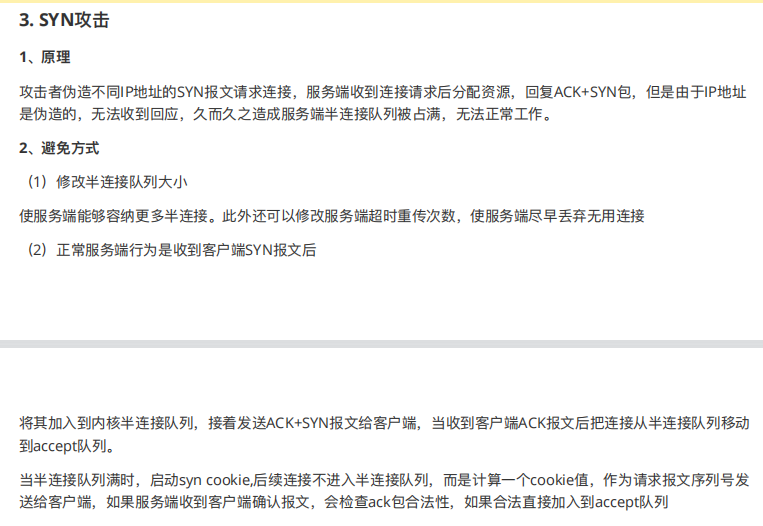 3. SYN攻击
1、原理
攻击者伪造不同IP地址的SYN报文请求连接，服务端收到连接请求后分配资源，回复ACK+SYN包，但是由于IP地址
是伪造的，无法收到回应，久而久之造成服务端半连接队列被占满，无法正常工作。
2、避免方式
（1）修改半连接队列大小
使服务端能够容纳更多半连接。此外还可以修改服务端超时重传次数，使服务端尽早丢弃无用连接
（2）正常服务端行为是收到客户端SYN报文后
将其加入到内核半连接队列，接着发送ACK+SYN报文给客户端，当收到客户端ACK报文后把连接从半连接队列移动
到accept队列。
当半连接队列满时，启动syn cookie,后续连接不进入半连接队列，而是计算一个cookie值，作为请求报文序列号发
送给客户端，如果服务端收到客户端确认报文，会检查ack包合法性，如果合法直接加入到accept队列